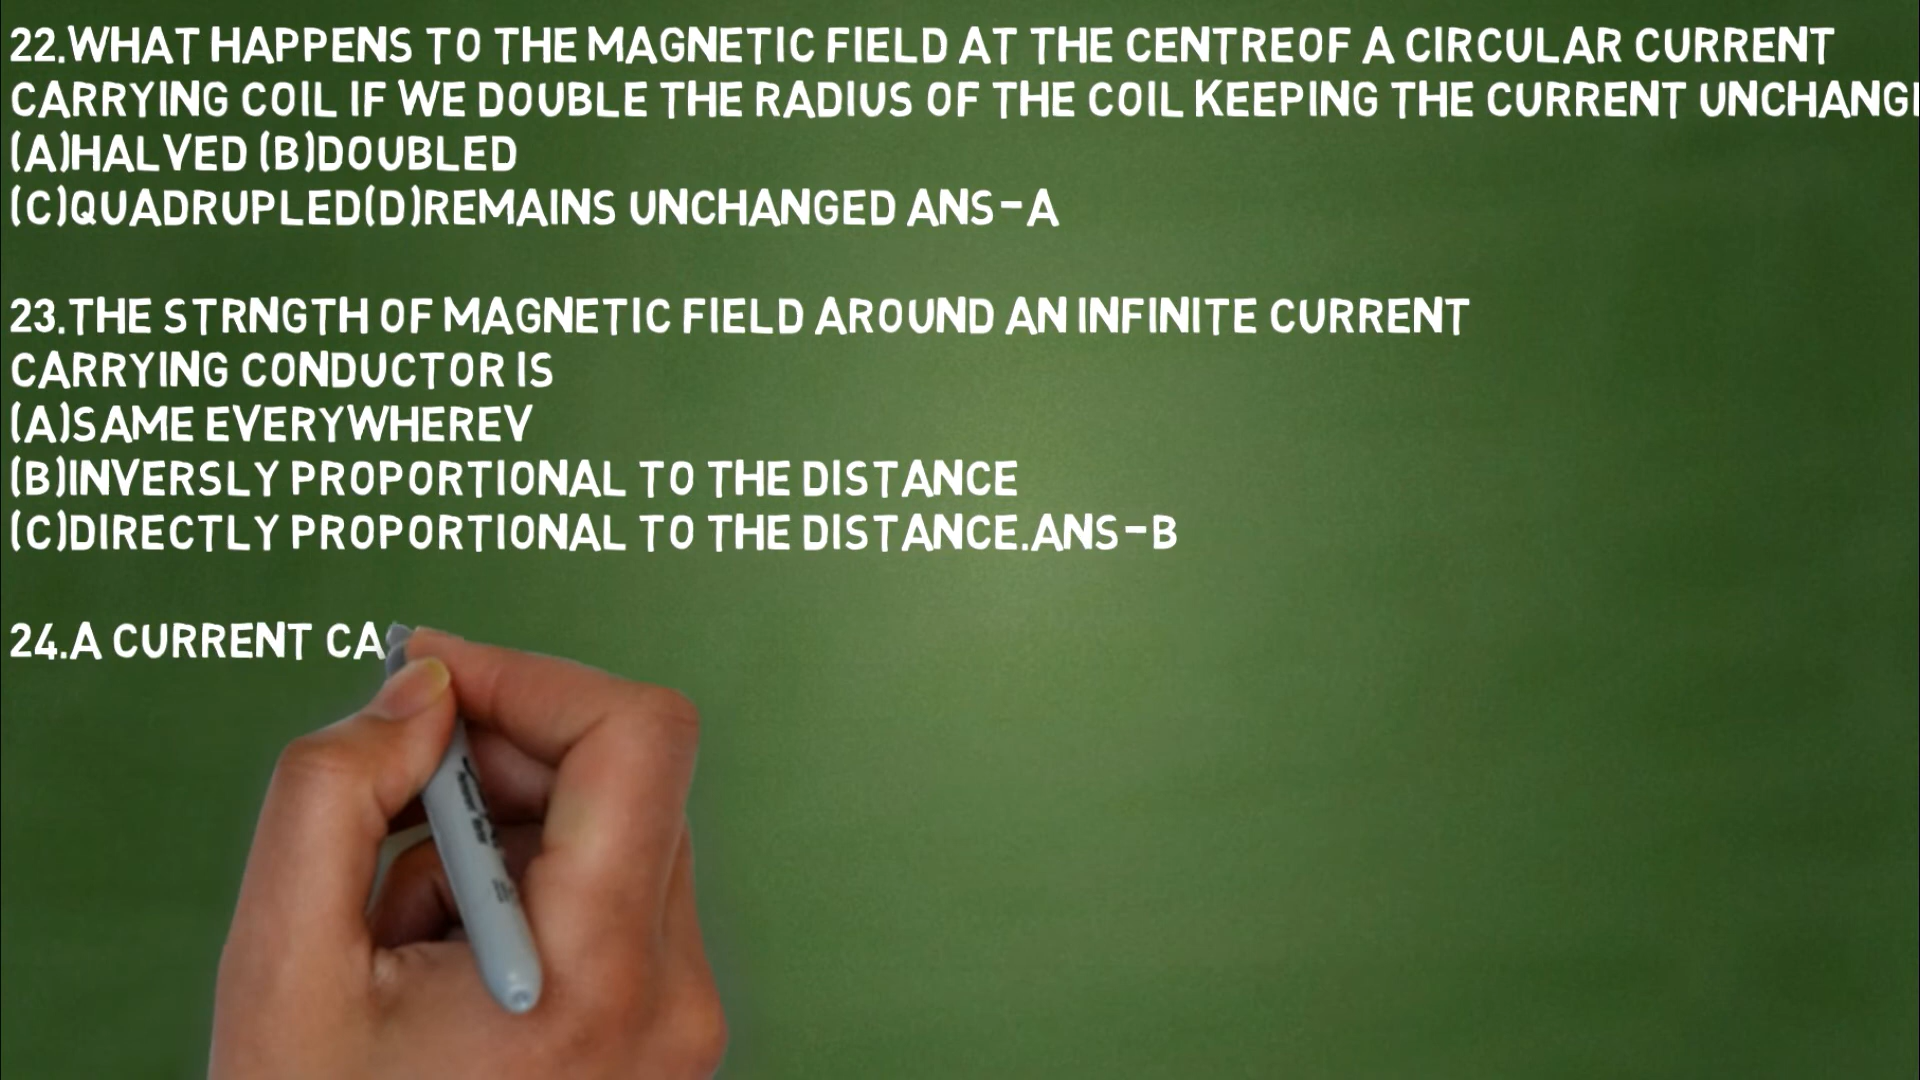 22.WHAT HAPPENS TO THE MAGNETIC FIELD AT THE CENTREOF A CIRCULAR CURRENT
CARRYING COIL IF WE DOUBLE THE RADIUS OF THE COIL KEEPING THE CURRENT
(A)HALVED (B)DOUBLED
(C)QUADRUPLED(D)REMAINS UNCHANGED ANS-A
23.THE STRNGTH OF MAGNETIC FIELD AROUND AN INFINITE CURRENT
CARRYING CONDUCTOR IS
(A)SAME EVERYWHEREV
(B)INVERSLY PROPORTIONAL TO THE DISTANCE
(C)DIRECTLY PROPORTIONAL TO THE DISTANCE.ANS-B
24.A CURRENT CA